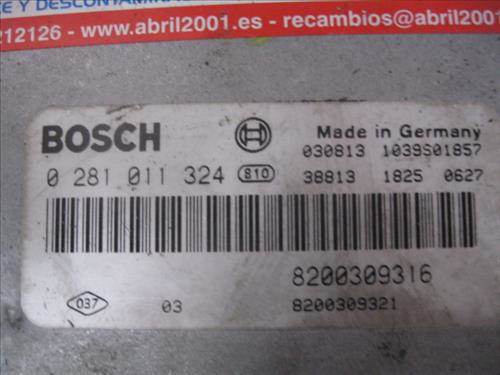 E Y DESCONTAMINA
212126 - www.abril2001.es - recambios@abril2001
BOSCH
Made in Germany
030813 1039S01857
0 281 011 324 810
38813 1825 0627
8200309316
037
03
8200309321